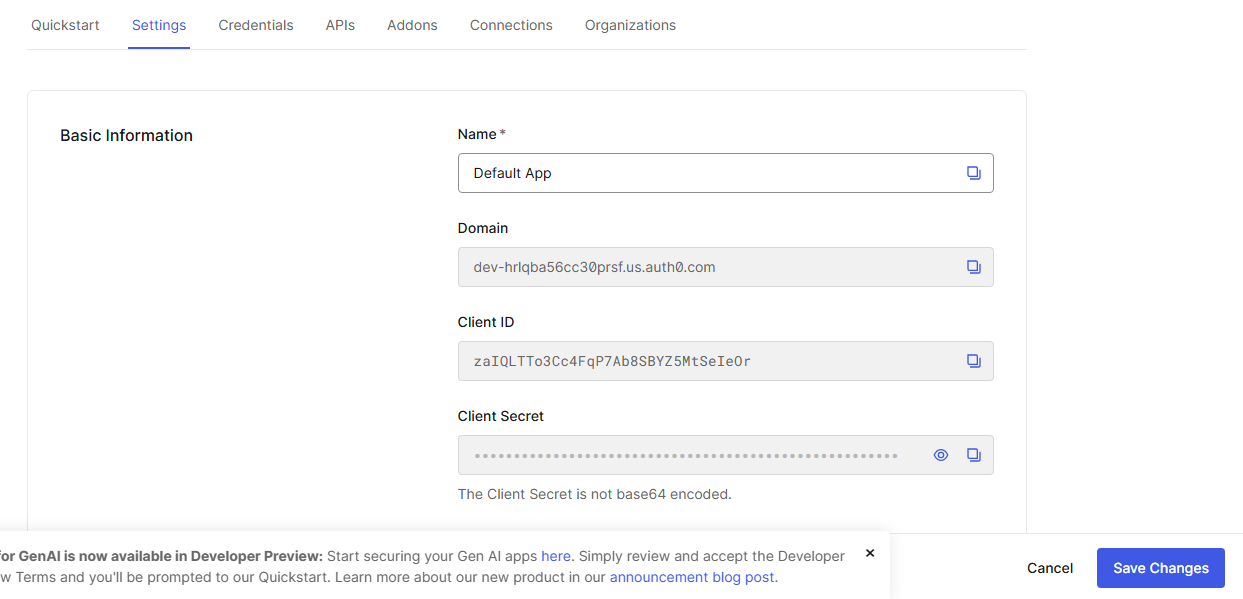 Quickstart Settings Credentials APIs Addons Connections Organizations
Basic Information
Name *
Default App
Domain
dev-hrlqba56cc30prsf.us.auth0.com
Client ID
zaIQLTTo3Cc4FqP7Ab8SBYZ5MtSeIeOr
Client Secret
••••••••••••••••••••••••••••••••••••••••••••••••••••••
The Client Secret is not base64 encoded.
for GenAI is now available in Developer Preview: Start securing your Gen AI apps here. Simply review and accept the Developer
w Terms and you'll be prompted to our Quickstart. Learn more about our new product in our announcement blog post.
Cancel
Save Changes